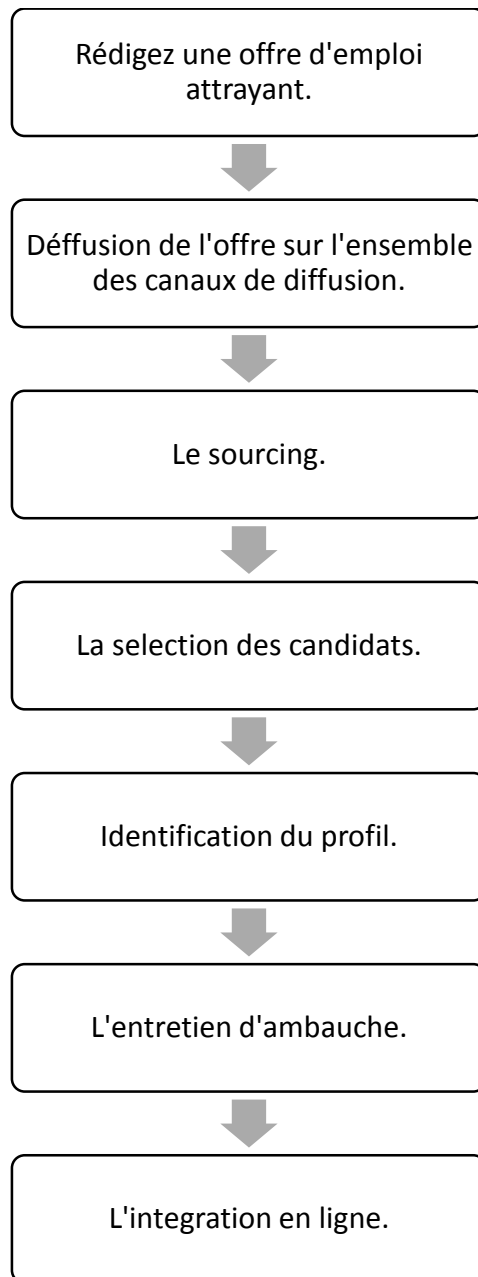 Rédigez une offre d'emploi
attrayant.
Déffusion de l'offre sur l'ensemble
des canaux de diffusion.
Le sourcing.
La selection des candidats.
Identification du profil.
L'entretien d'ambauche.
L'integration en ligne.